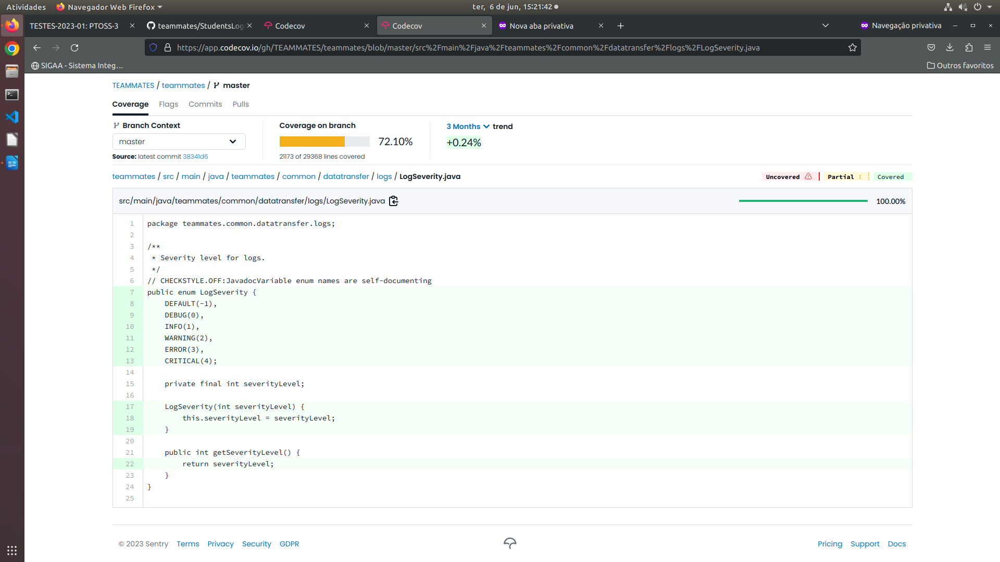 Atividades
Navegador Web Firefox
ter, 6 de jun, 15:21:42
TESTES-2023-01: PTOSS-3
teammates/StudentsLog
Codecov
Codecov
Nova aba privativa
Navegação privativa
https://app.codecov.io/gh/TEAMMATES/teammates/blob/master/src%2Fmain%2Fjava%2Fteammates%2Fcommon%2Fdatatransfer%2Flogs%2FLogSeverity.java
SIGAA - Sistema Integ…
Outros favoritos
TEAMMATES / teammates / master
Coverage Flags Commits Pulls
Branch Context
master
Source: latest commit 38341d6
Coverage on branch
72.10%
21173 of 29368 lines covered
3 Months trend
+0.24%
teammates / src / main / java / teammates / common / datatransfer / logs / LogSeverity.java
Uncovered Partial ! Covered
src/main/java/teammates/common/datatransfer/logs/LogSeverity.java
100.00%
1 package teammates.common.datatransfer.logs;
2
3 /**
4 * Severity level for logs.
5 */
6 // CHECKSTYLE.OFF:JavadocVariable enum names are self-documenting
7 public enum LogSeverity {
8 DEFAULT(-1),
9 DEBUG(0),
10 INFO(1),
11 WARNING(2),
12 ERROR(3),
13 CRITICAL(4);
14
15 private final int severityLevel;
16
17 LogSeverity(int severityLevel) {
18 this.severityLevel = severityLevel;
19 }
20
21 public int getSeverityLevel() {
22 return severityLevel;
23 }
24 }
25
© 2023 Sentry Terms Privacy Security GDPR
Pricing Support Docs